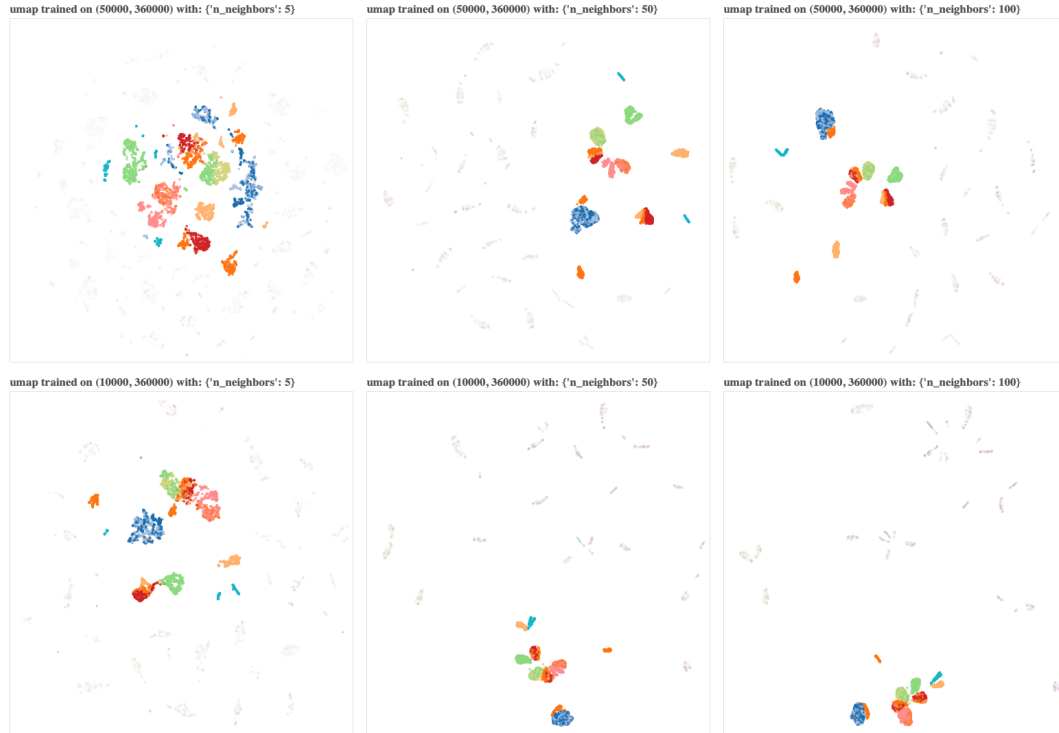 umap trained on (50000, 360000) with: {'n_neighbors': 5}
umap trained on (50000, 360000) with: {'n_neighbors': 50}
umap trained on (50000, 360000) with: {'n_neighbors': 100}
umap trained on (10000, 360000) with: {'n_neighbors': 5}
umap trained on (10000, 360000) with: {'n_neighbors': 50}
umap trained on (10000, 360000) with: {'n_neighbors': 100}